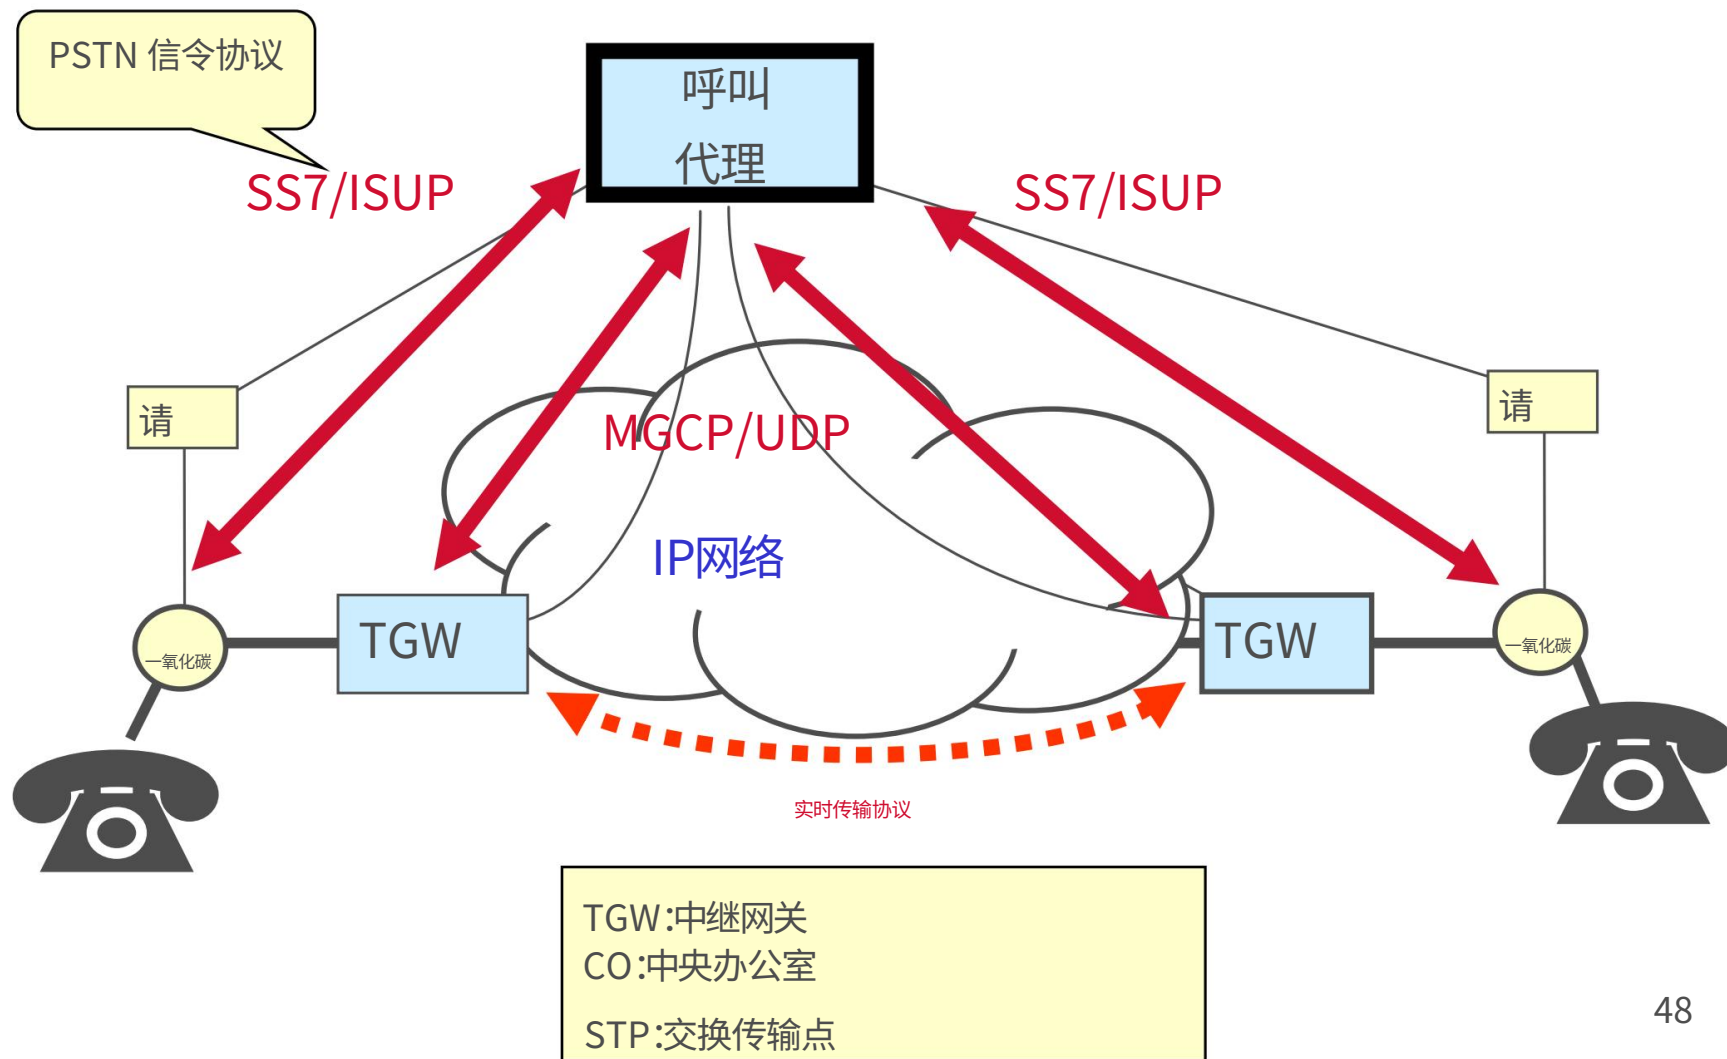 PSTN 信令协议
呼叫
代理
SS7/ISUP
SS7/ISUP
请
请
MGCP/UDP
IP网络
TGW
TGW
一氧化碳
一氧化碳
实时传输协议
TGW:中继网关
CO:中央办公室
STP:交换传输点
48